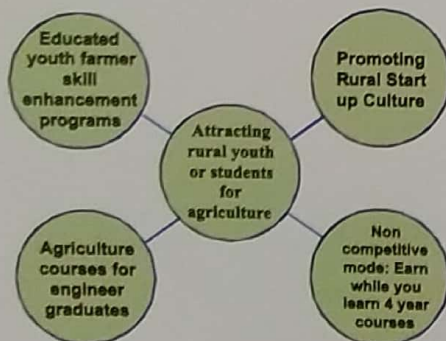 Educated
youth farmer
skill
enhancement
programs
Promoting
Rural Start
up Culture
Attracting
rural youth
or students
for
agriculture
Agriculture
courses for
engineer
graduates
Non
competitive
mode: Earn
while you
learn 4 year
courses